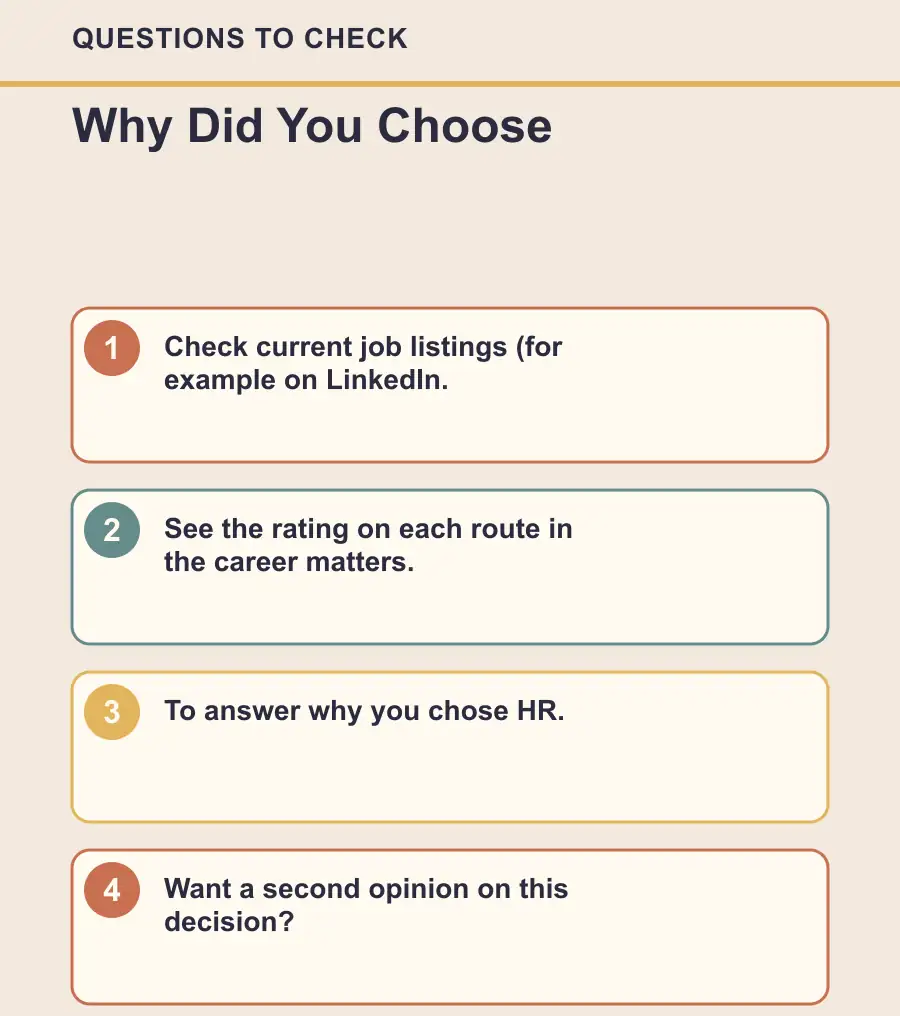 QUESTIONS TO CHECK
Why Did You Choose
1
Check current job listings (for
example on LinkedIn.
2
See the rating on each route in
the career matters.
3
To answer why you chose HR.
4
Want a second opinion on this
decision?